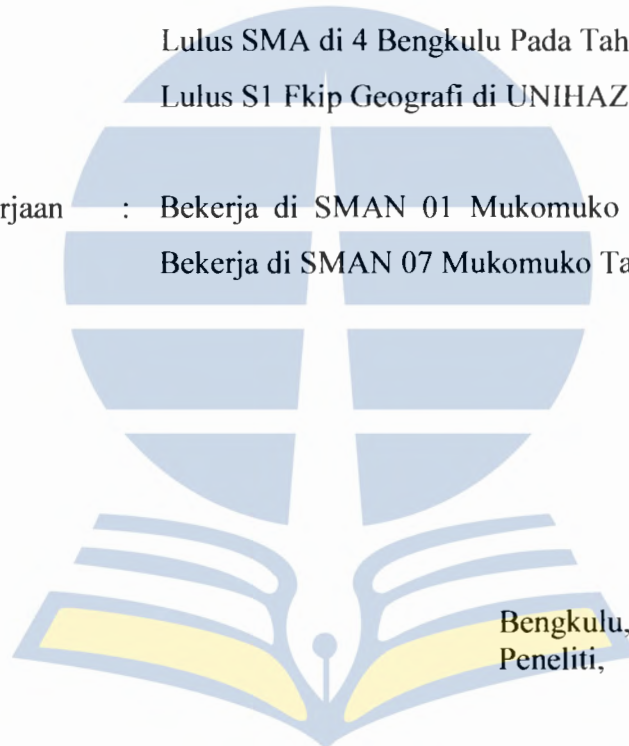 Lulus SMA di 4 Bengkulu Pada Tah
Lulus S1 Fkip Geografi di UNIHAZ
rjaan : Bekerja di SMAN 01 Mukomuko
Bekerja di SMAN 07 Mukomuko Ta
Bengkulu,
Peneliti,